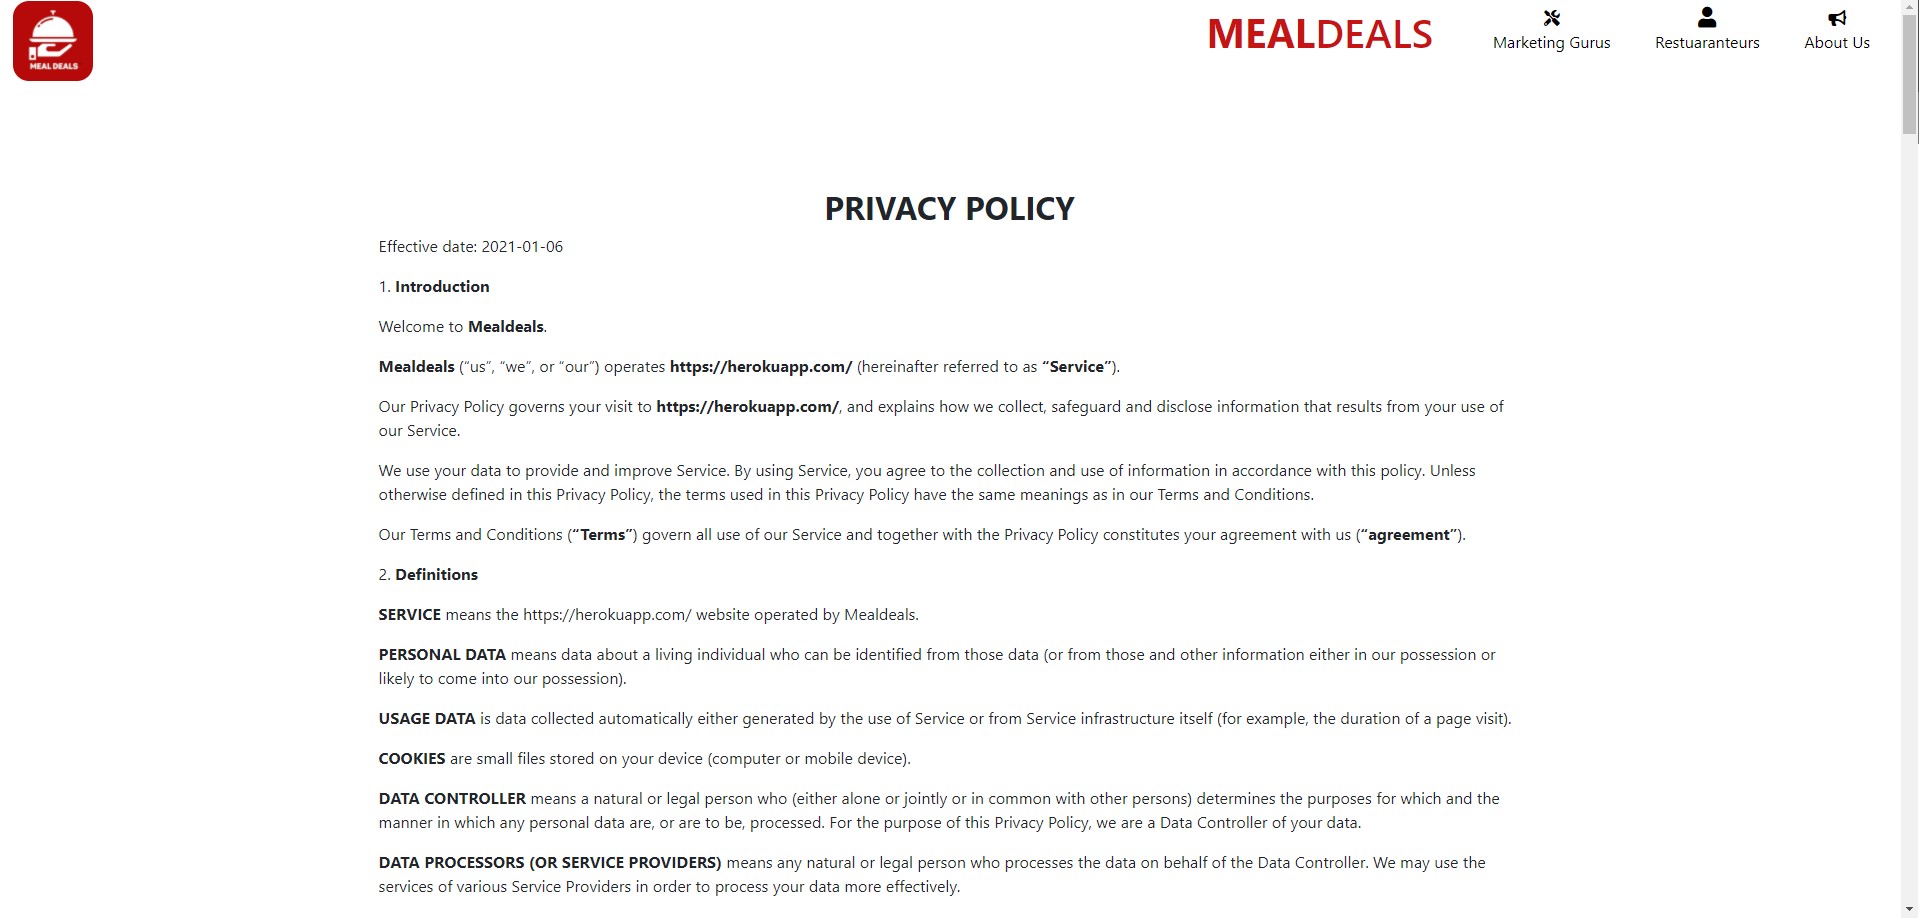 MEAL DEALS
MEALDEALS
Marketing Gurus
Restuaranteurs
About Us
PRIVACY POLICY
Effective date: 2021-01-06
1. Introduction
Welcome to Mealdeals.
Mealdeals (“us”, “we”, or “our”) operates https://herokuapp.com/ (hereinafter referred to as “Service”).
Our Privacy Policy governs your visit to https://herokuapp.com/, and explains how we collect, safeguard and disclose information that results from your use of
our Service.
We use your data to provide and improve Service. By using Service, you agree to the collection and use of information in accordance with this policy. Unless
otherwise defined in this Privacy Policy, the terms used in this Privacy Policy have the same meanings as in our Terms and Conditions.
Our Terms and Conditions (“Terms”) govern all use of our Service and together with the Privacy Policy constitutes your agreement with us (“agreement”).
2. Definitions
SERVICE means the https://herokuapp.com/ website operated by Mealdeals.
PERSONAL DATA means data about a living individual who can be identified from those data (or from those and other information either in our possession or
likely to come into our possession).
USAGE DATA is data collected automatically either generated by the use of Service or from Service infrastructure itself (for example, the duration of a page visit).
COOKIES are small files stored on your device (computer or mobile device).
DATA CONTROLLER means a natural or legal person who (either alone or jointly or in common with other persons) determines the purposes for which and the
manner in which any personal data are, or are to be, processed. For the purpose of this Privacy Policy, we are a Data Controller of your data.
DATA PROCESSORS (OR SERVICE PROVIDERS) means any natural or legal person who processes the data on behalf of the Data Controller. We may use the
services of various Service Providers in order to process your data more effectively.